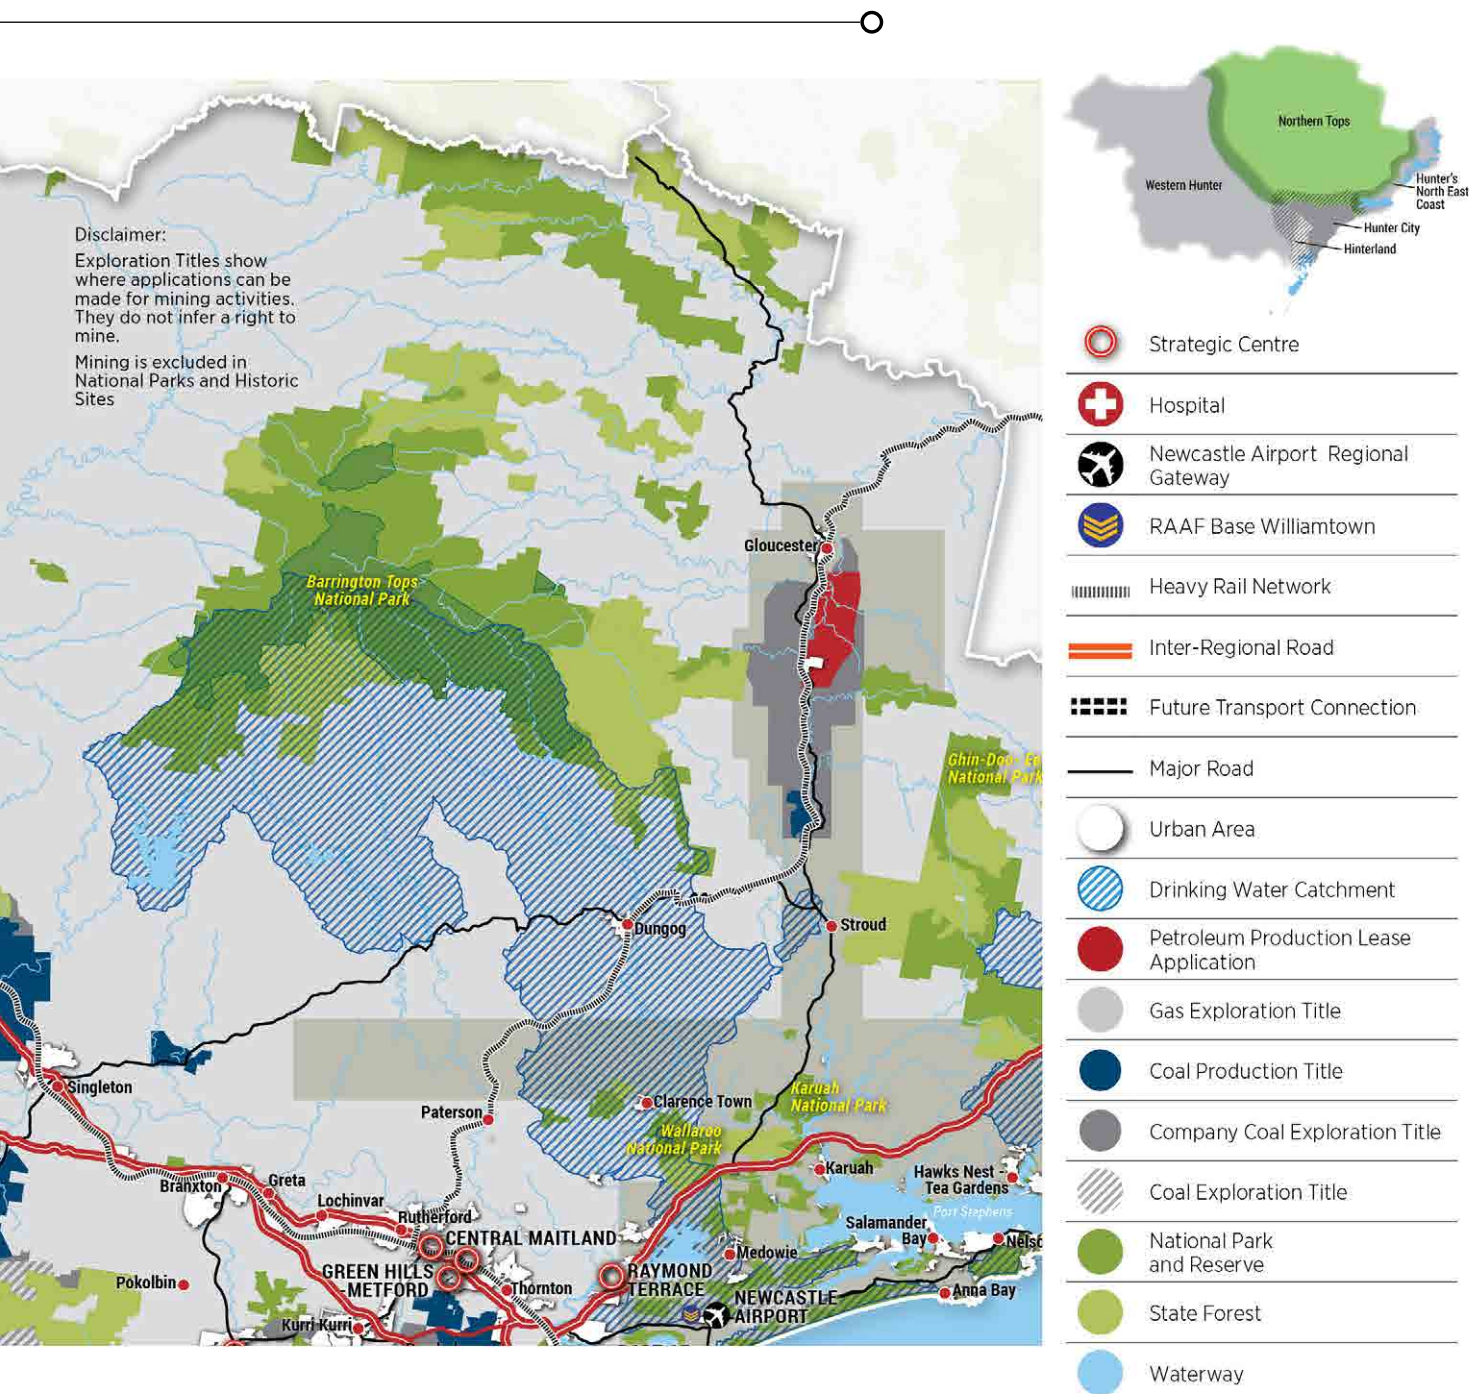 Disclaimer:
Exploration Titles show
where applications can be
made for mining activities.
They do not infer a right to
mine.
Mining is excluded in
National Parks and Historic
Sites
Barrington Tops
National Park
Gloucester
Ghin-Doo-
National Park
Dungog
Stroud
Singleton
Paterson
Clarence Town
Karuah
National Park
Wallaroo
National Park
Branxton
Greta
Lochinvar
Rutherford
CENTRAL MAITLAND
GREEN HILLS
-METFORD
Thornton
Pokolbin
Kurri Kurri
RAYMOND
TERRACE
Medowie
NEWCASTLE
AIRPORT
Karuah
Hawks Nest -
Tea Gardens
Port Stephens
Salamander
Bay
Nels
Anna Bay
Northern Tops
Western Hunter
Hunter's
North East
Coast
Hunter City
Hinterland
Strategic Centre
Hospital
Newcastle Airport Regional
Gateway
RAAF Base Williamtown
Heavy Rail Network
Inter-Regional Road
Future Transport Connection
Major Road
Urban Area
Drinking Water Catchment
Petroleum Production Lease
Application
Gas Exploration Title
Coal Production Title
Company Coal Exploration Title
Coal Exploration Title
National Park
and Reserve
State Forest
Waterway